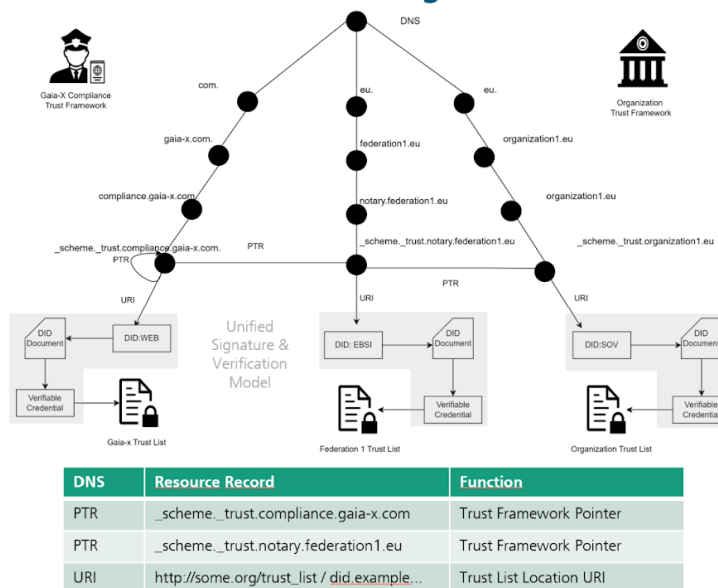 DNS
Gaia-X Compliance
Trust Framework
Organization
Trust Framework
com.
eu.
eu.
gaia-x.com.
federation1.eu
organization1.eu
compliance.gaia-x.com
notary.federation1.eu
organization1.eu
_scheme._trust.compliance.gaia-x.com.
_scheme._trust.notary.federation1.eu
_scheme._trust.organization1.eu
PTR
PTR
PTR
URI
URI
URI
DID
Document
DID:WEB
Verifiable
Credential
Gaia-x Trust List
Unified
Signature &
Verification
Model
DID: EBSI
DID
Document
Verifiable
Credential
Federation 1 Trust List
DID:SOV
DID
Document
Verifiable
Credential
Organization Trust List
DNS Resource Record Function
PTR _scheme._trust.compliance.gaia-x.com Trust Framework Pointer
PTR _scheme._trust.notary.federation1.eu Trust Framework Pointer
URI http://some.org/trust_list / did.example... Trust List Location URI